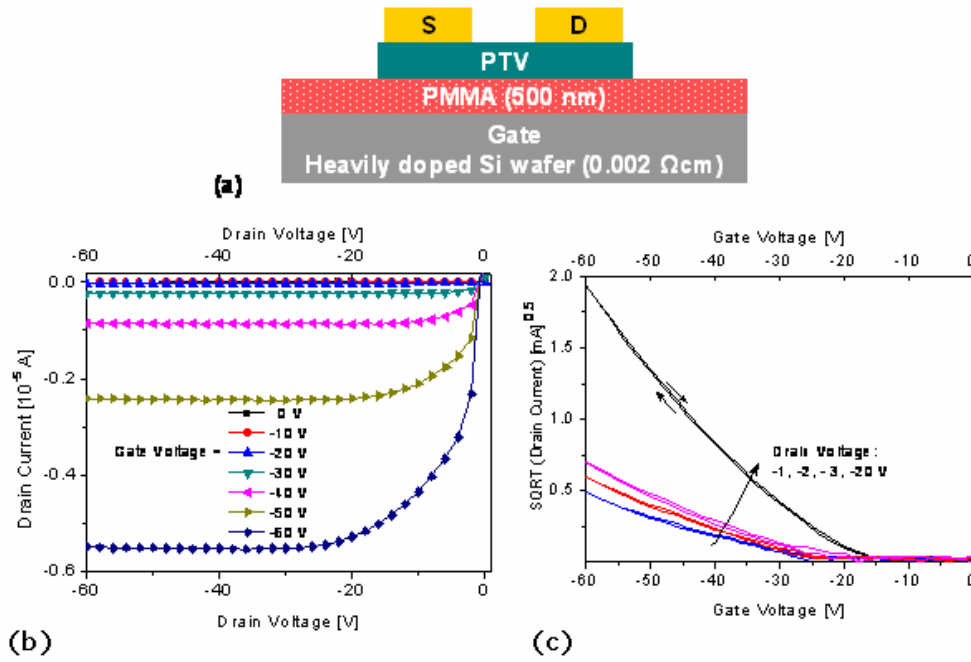 S D
PTV
PMMA (500 nm)
Gate
Heavily doped Si wafer (0.002 Ωcm)
(a)
Drain Voltage [V]
-60 -40 -20 0
0.0
-0.2
-0.4
-0.6
Drain Current [10⁻⁵ A]
Gate Voltage =
0 V
-10 V
-20 V
-30 V
-40 V
-50 V
-60 V
-60 -40 -20 0
Drain Voltage [V]
(b)
Gate Voltage [V]
-60 -50 -40 -30 -20 -10 0
2.0
1.5
1.0
0.5
SQRT (Drain Current) [mA]^0.5
Drain Voltage:
-1, -2, -3, -20 V
-60 -50 -40 -30 -20 -10 0
Gate Voltage [V]
(c)